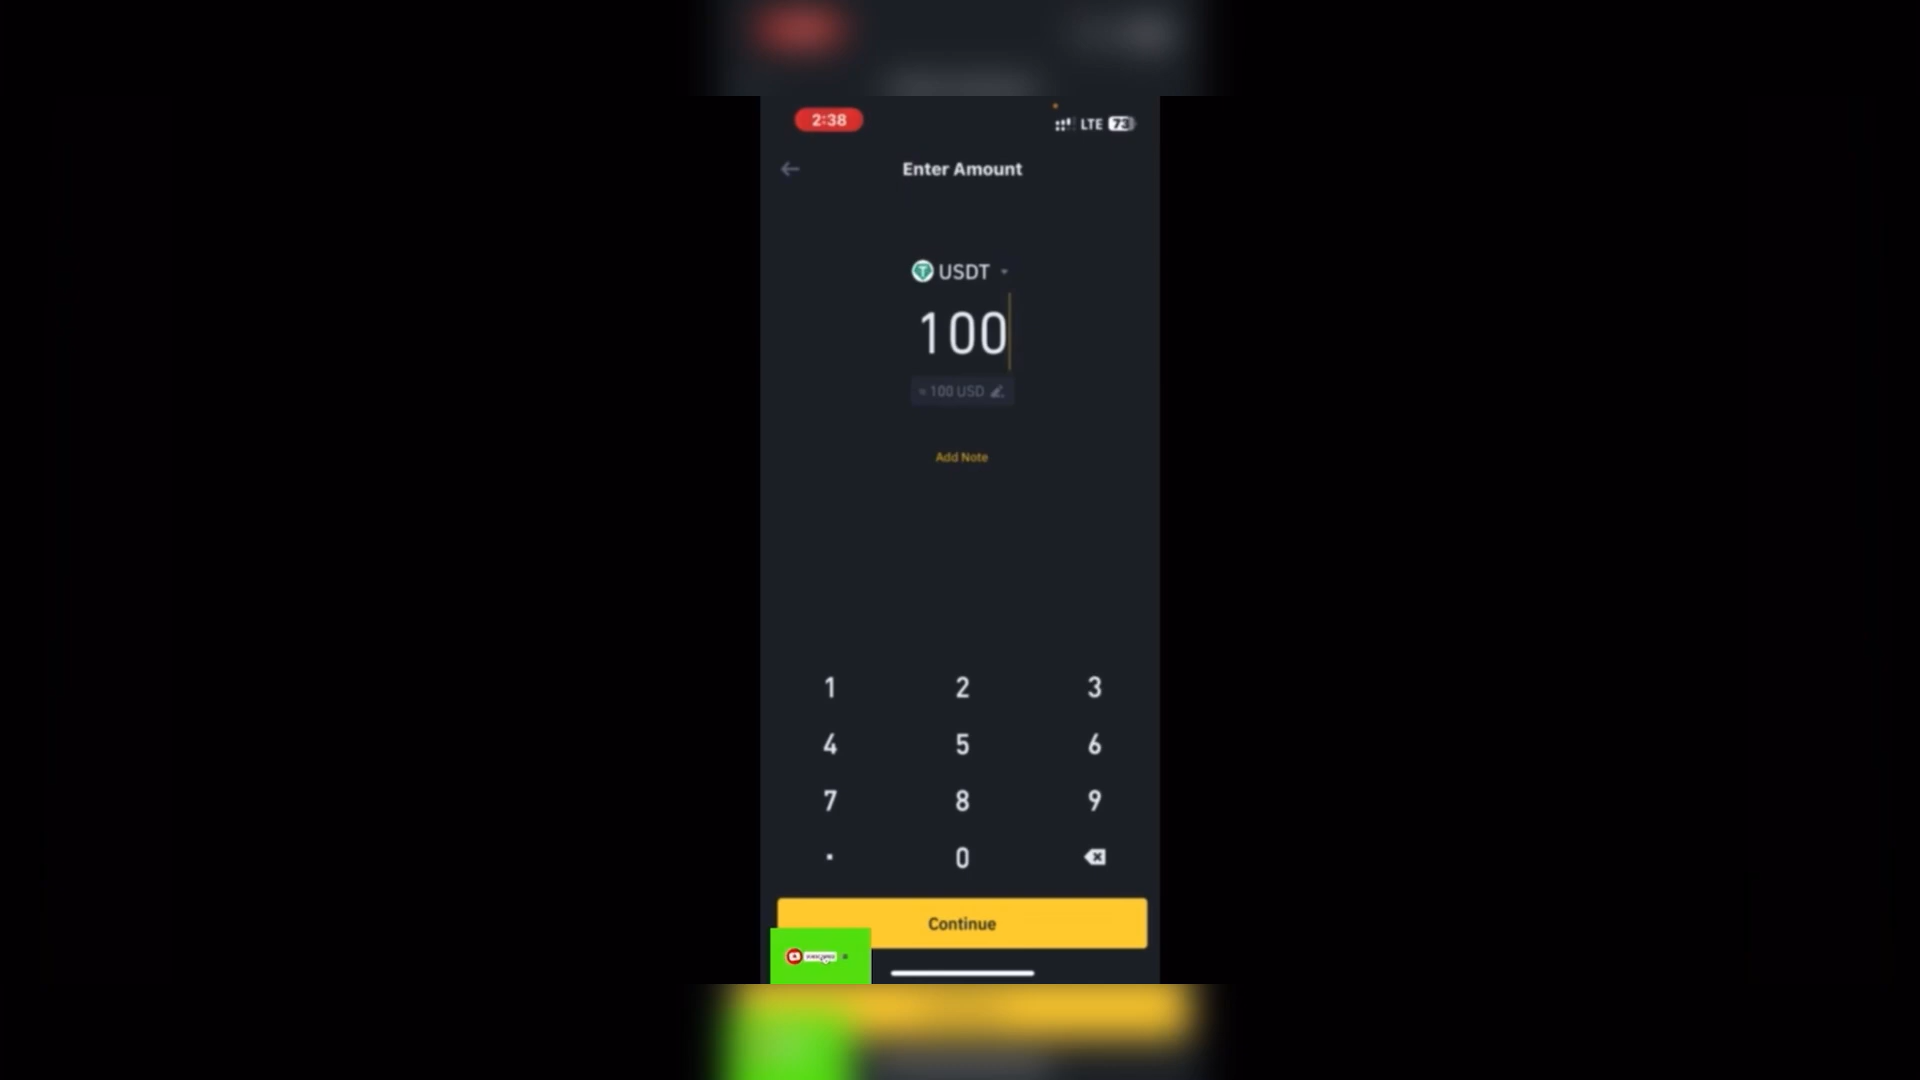 2:38
LTE 73
Enter Amount
USDT
100
≈ 100 USD
Add Note
1 2 3
4 5 6
7 8 9
. 0
Continue